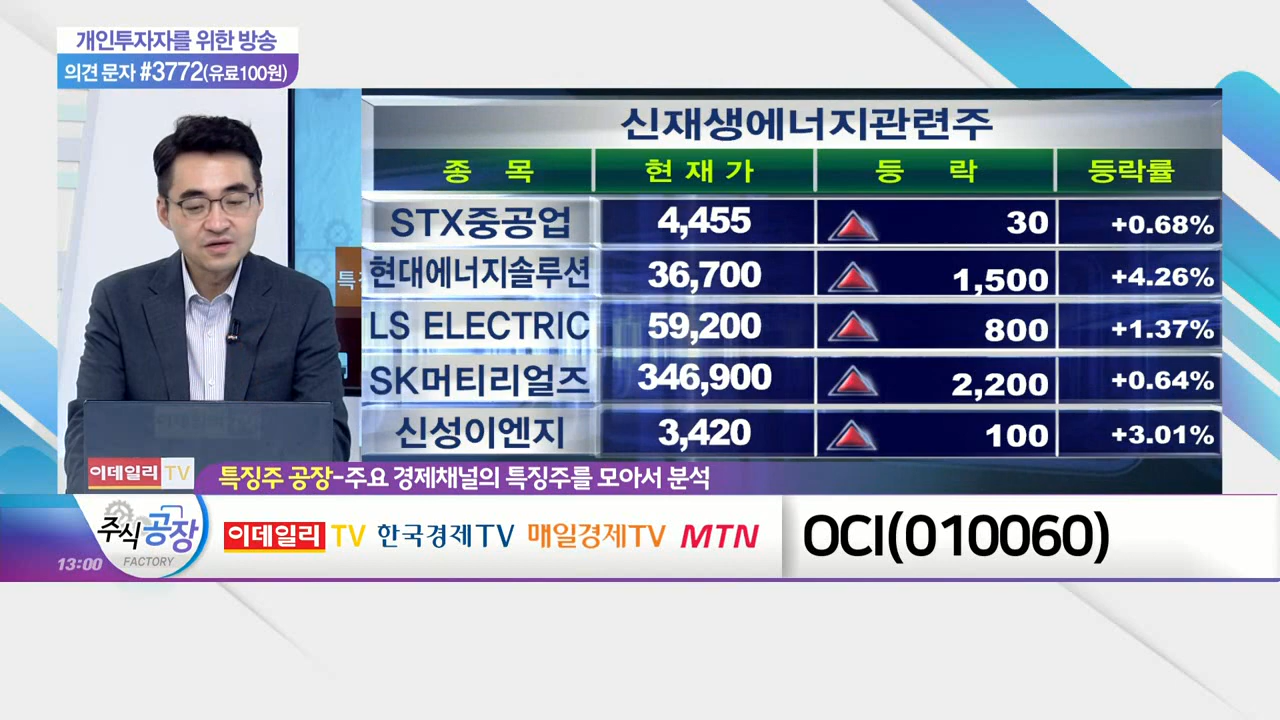 개인투자자를 위한 방송
의견 문자 #3772(유료100원)
신재생에너지관련주
종 목 현재가 등 락 등락률
STX중공업 4,455 ▲ 30 +0.68%
현대에너지솔루션 36,700 ▲ 1,500 +4.26%
LS ELECTRIC 59,200 ▲ 800 +1.37%
SK머티리얼즈 346,900 ▲ 2,200 +0.64%
신성이엔지 3,420 ▲ 100 +3.01%
특징
이데일리 TV 특징주 공장-주요 경제채널의 특징주를 모아서 분석
주식공장 FACTORY
13:00
이데일리 TV 한국경제TV 매일경제TV MTN
OCI(010060)